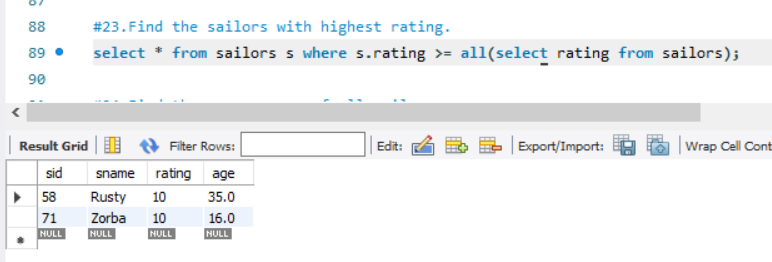 87
88 #23.Find the sailors with highest rating.
89 select * from sailors s where s.rating >= all(select rating from sailors);
90
Result Grid Filter Rows: Edit: Export/Import: Wrap Cell Cont
sid sname rating age
58 Rusty 10 35.0
71 Zorba 10 16.0
NULL NULL NULL NULL